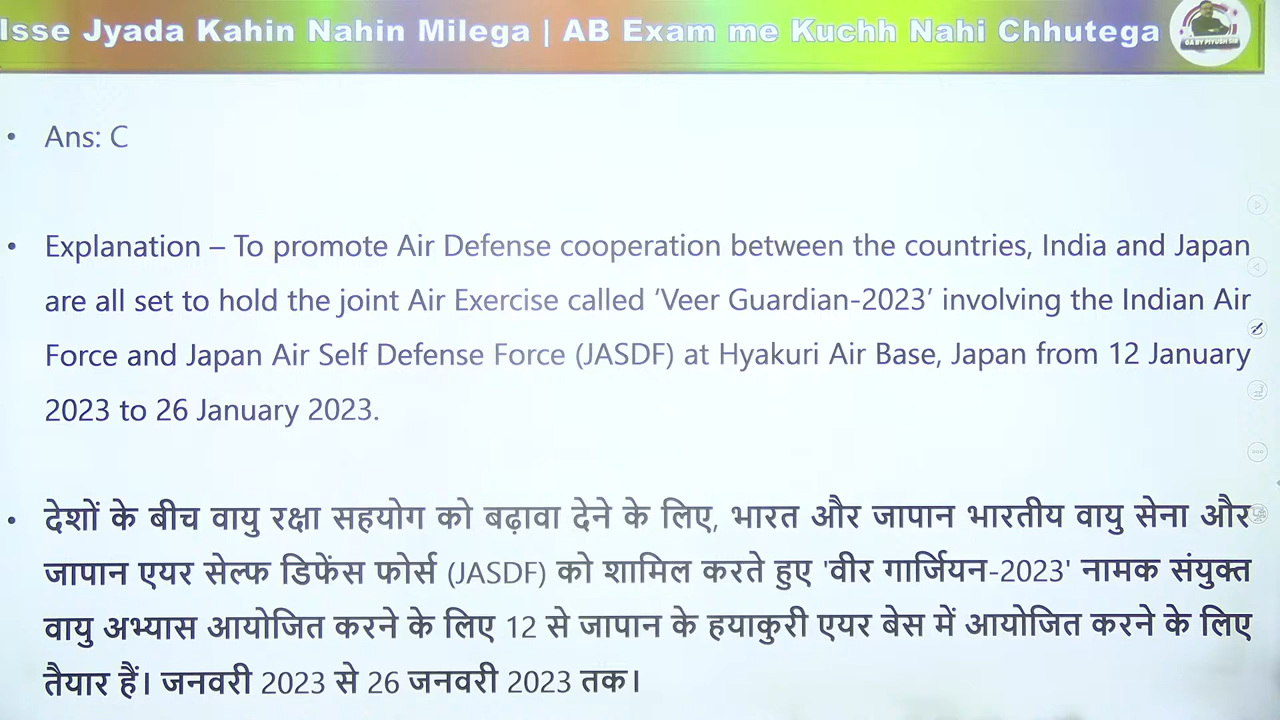 Isse Jyada Kahin Nahin Milega | AB Exam me Kuchh Nahi Chhutega
GA BY PIYUSH SIR
• Ans: C
• Explanation – To promote Air Defense cooperation between the countries, India and Japan
are all set to hold the joint Air Exercise called ‘Veer Guardian-2023’ involving the Indian Air
Force and Japan Air Self Defense Force (JASDF) at Hyakuri Air Base, Japan from 12 January
2023 to 26 January 2023.
• देशों के बीच वायु रक्षा सहयोग को बढ़ावा देने के लिए, भारत और जापान भारतीय वायु सेना और
जापान एयर सेल्फ डिफेंस फोर्स (JASDF) को शामिल करते हुए 'वीर गार्जियन-2023' नामक संयुक्त
वायु अभ्यास आयोजित करने के लिए 12 से जापान के हयाकुरी एयर बेस में आयोजित करने के लिए
तैयार हैं। जनवरी 2023 से 26 जनवरी 2023 तक।